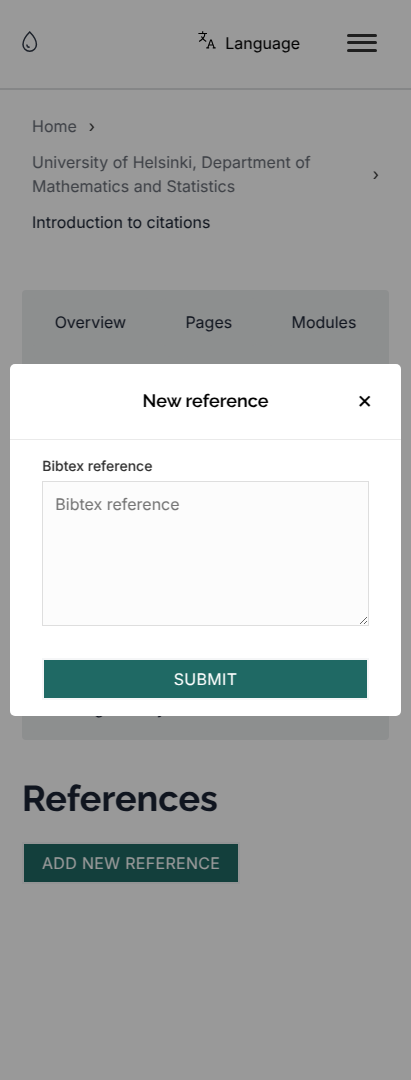 Language
Home
University of Helsinki, Department of
Mathematics and Statistics
Introduction to citations
Overview Pages Modules
New reference
Bibtex reference
Bibtex reference
SUBMIT
References
ADD NEW REFERENCE